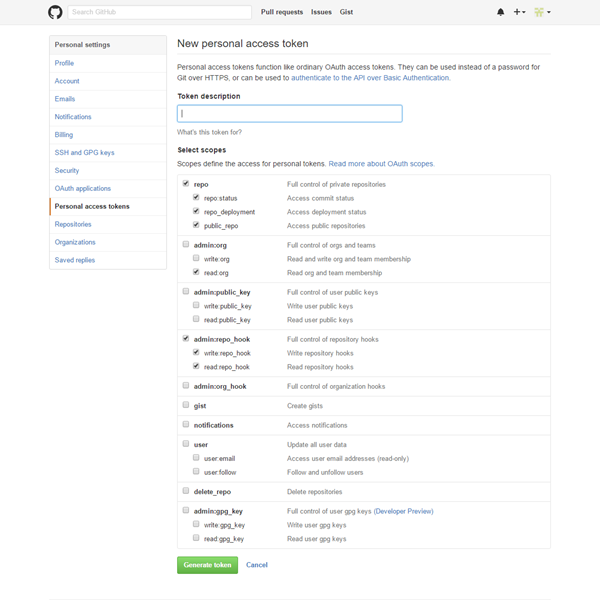 Search GitHub
Pull requests Issues Gist
Personal settings
Profile
Account
Emails
Notifications
Billing
SSH and GPG keys
Security
OAuth applications
Personal access tokens
Repositories
Organizations
Saved replies
New personal access token
Personal access tokens function like ordinary OAuth access tokens. They can be used instead of a password for
Git over HTTPS, or can be used to authenticate to the API over Basic Authentication.
Token description
What's this token for?
Select scopes
Scopes define the access for personal tokens. Read more about OAuth scopes.
repo Full control of private repositories
repo:status Access commit status
repo_deployment Access deployment status
public_repo Access public repositories
admin:org Full control of orgs and teams
write:org Read and write org and team membership
read:org Read org and team membership
admin:public_key Full control of user public keys
write:public_key Write user public keys
read:public_key Read user public keys
admin:repo_hook Full control of repository hooks
write:repo_hook Write repository hooks
read:repo_hook Read repository hooks
admin:org_hook Full control of organization hooks
gist Create gists
notifications Access notifications
user Update all user data
user:email Access user email addresses (read-only)
user:follow Follow and unfollow users
delete_repo Delete repositories
admin:gpg_key Full control of user gpg keys (Developer Preview)
write:gpg_key Write user gpg keys
read:gpg_key Read user gpg keys
Generate token Cancel